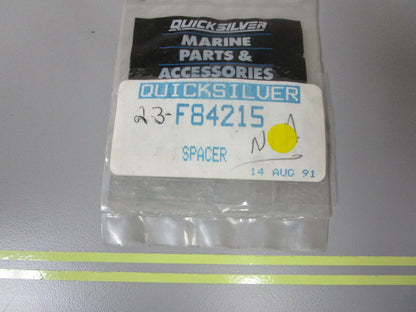 QUICKSILVER
MARINE
PARTS &
ACCESSORIES
QUICKSILVER
23-F84215
SPACER
14 AUG 91